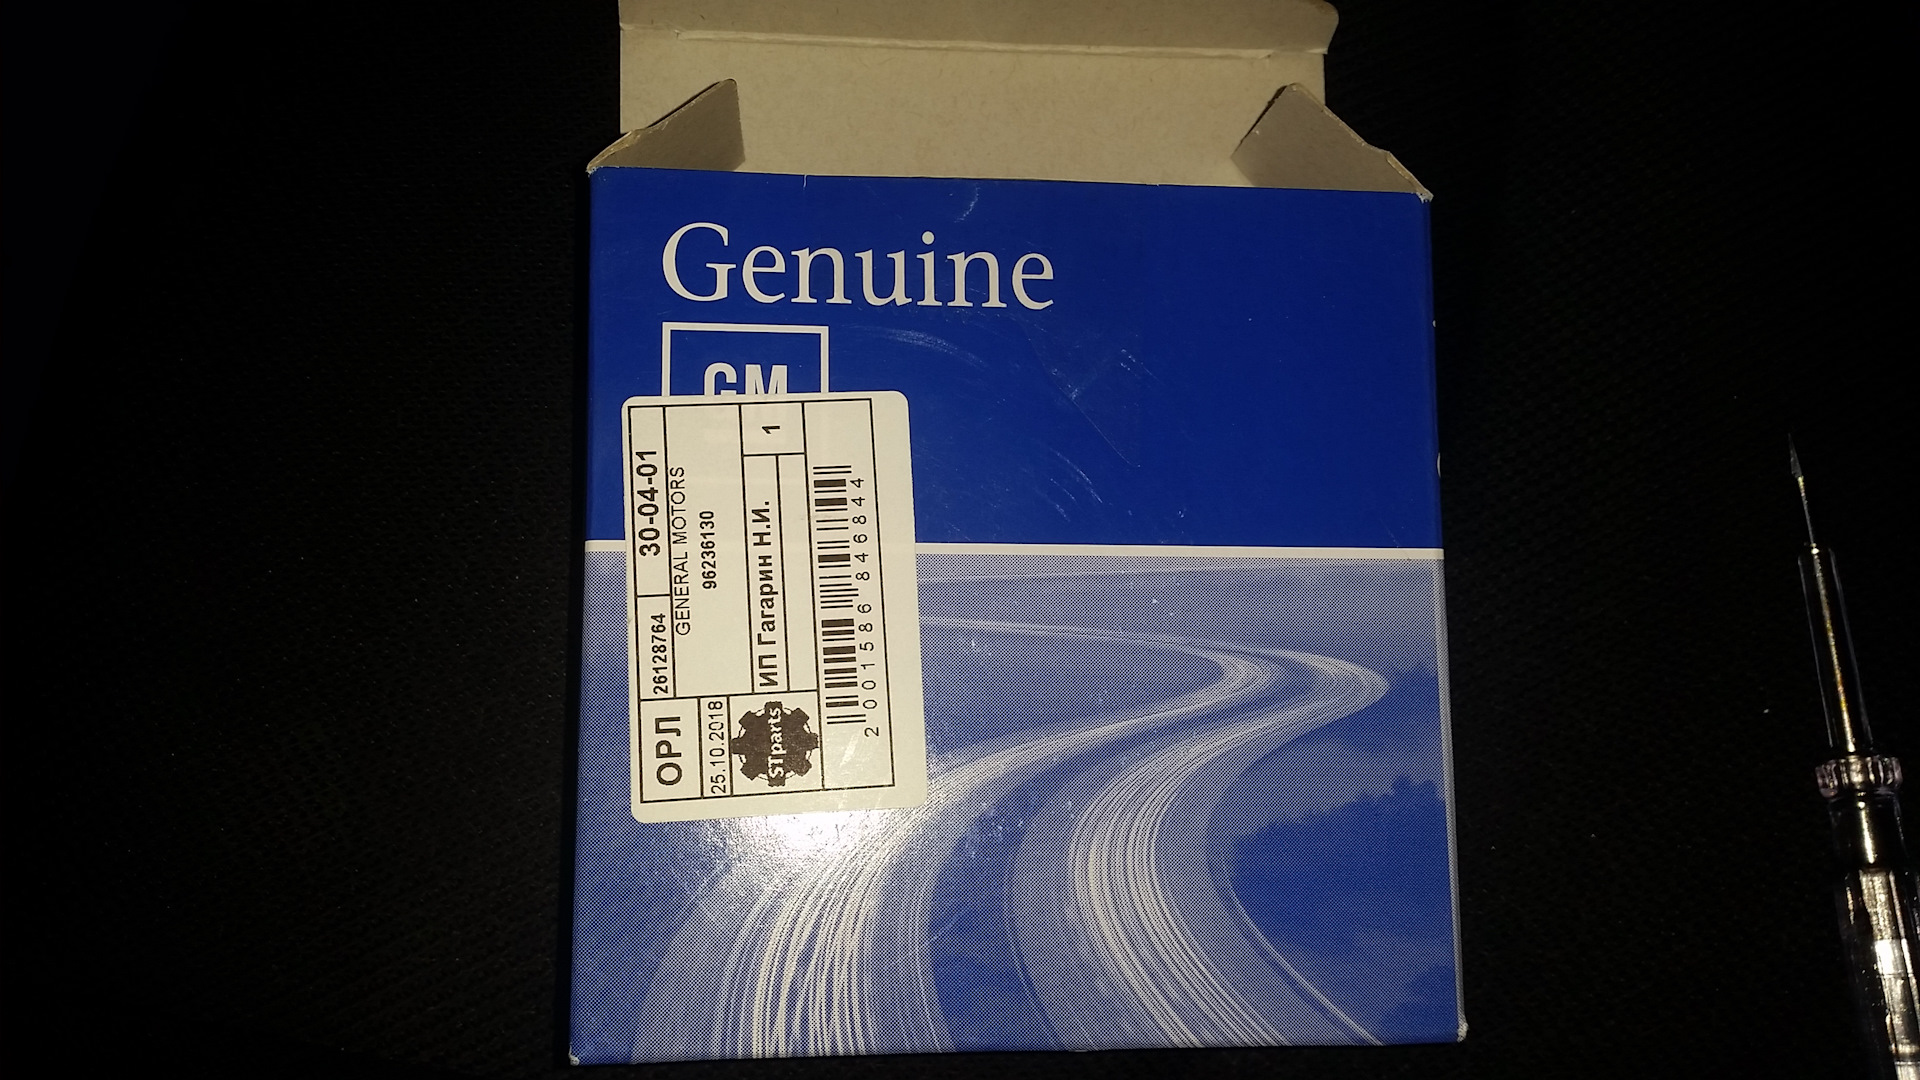 Genuine
GM
ОРЛ
26128764
30-04-01
25.10.2018
GENERAL MOTORS
96236130
STparts
ИП Гагарин Н.И.
1
2001586846844